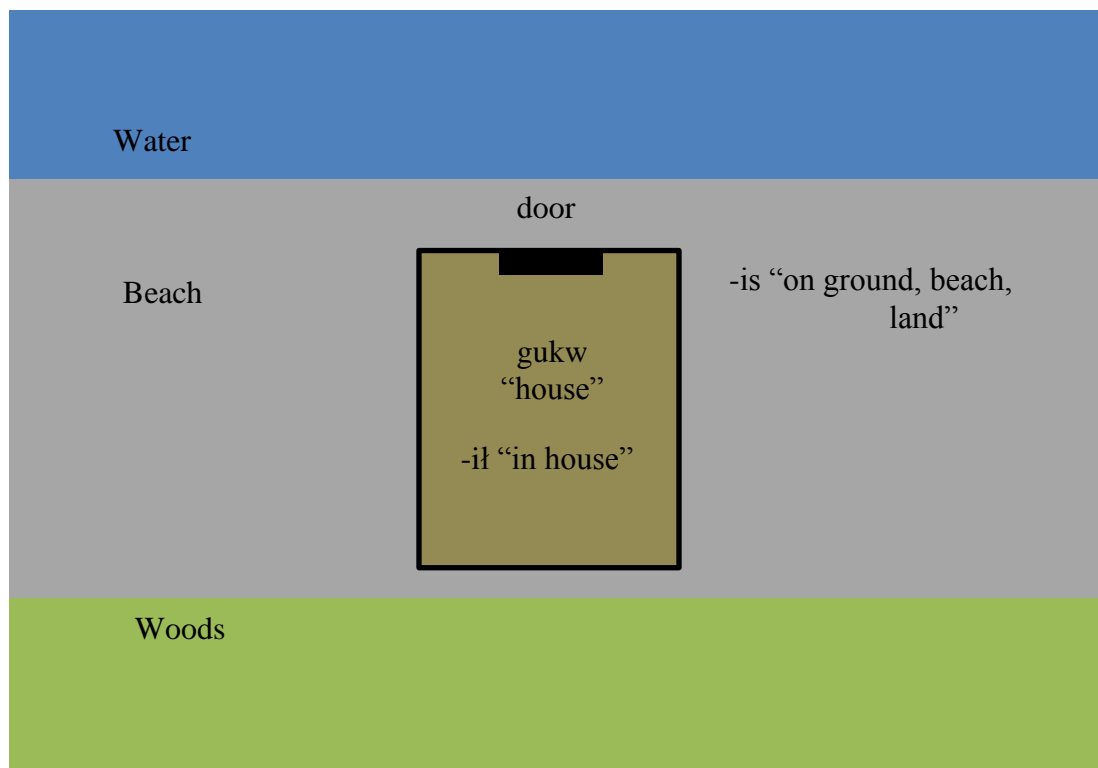 Water
door
Beach
-is “on ground, beach,
land”
gukw
“house”
-ił “in house”
Woods